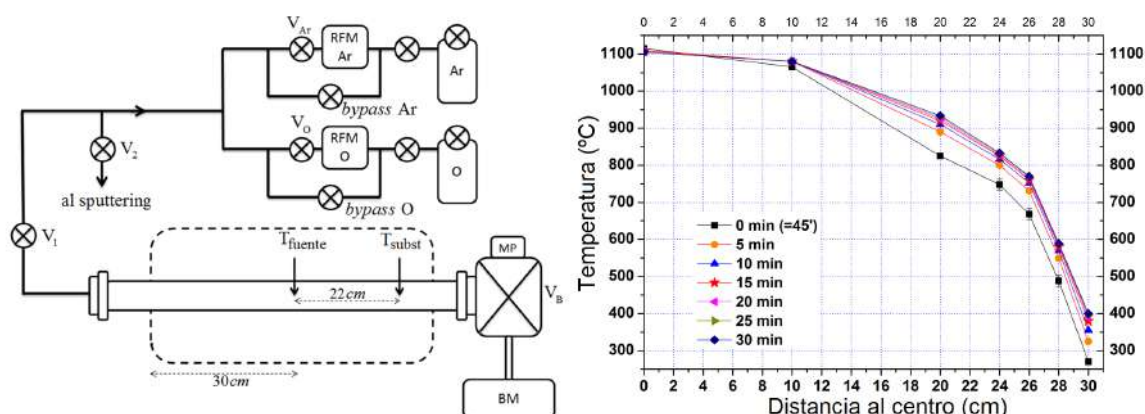 V_Ar
RFM
Ar
Ar
bypass Ar
V_O
RFM
O
O
bypass O
V_2
al sputtering
V_1
T_fuente
T_subst
22cm
30cm
MP
V_B
BM
0 2 4 6 8 10 12 14 16 18 20 22 24 26 28 30
1100
1000
900
800
700
600
500
400
300
1100
1000
900
800
700
600
500
400
300
Temperatura (ºC)
0 min (=45')
5 min
10 min
15 min
20 min
25 min
30 min
0 2 4 6 8 10 12 14 16 18 20 22 24 26 28 30
Distancia al centro (cm)